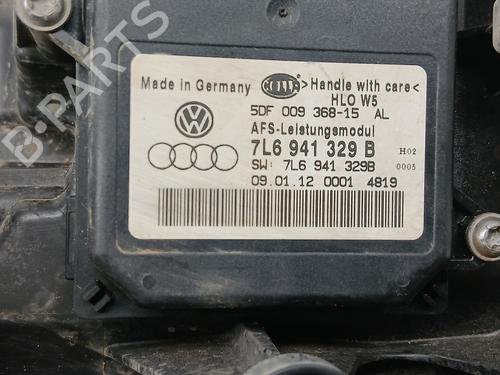 B-PARTS
Made in Germany HELLA >Handle with care<
HLO W5
5DF 009 368-15 AL
AFS-Leistungsmodul
7L6 941 329 B H02
SW: 7L6 941 329B 0005
09.01.12 0001 4819